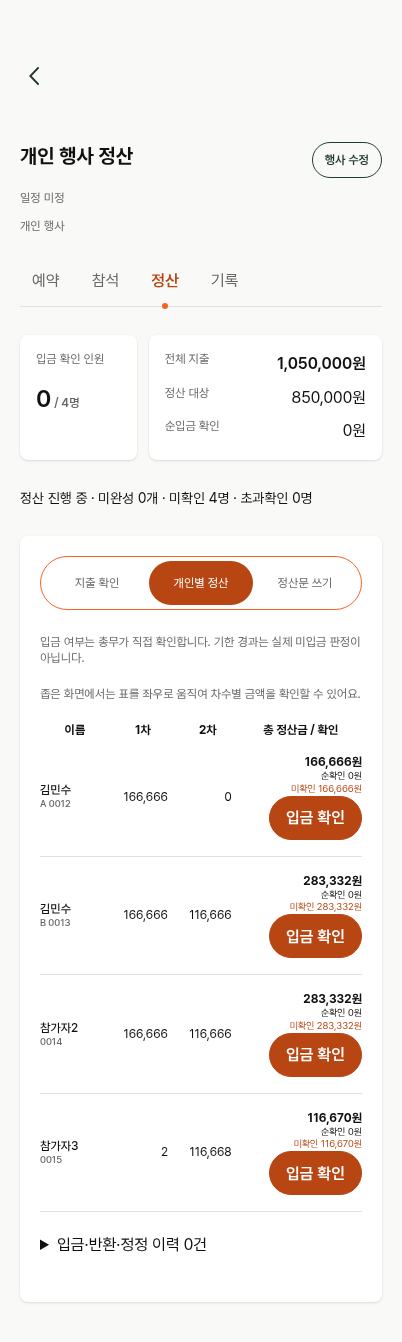 개인 행사 정산
행사 수정
일정 미정
개인 행사
예약 참석 정산 기록
입금 확인 인원
0 / 4명
전체 지출 1,050,000원
정산 대상 850,000원
순입금 확인 0원
정산 진행 중 · 미완성 0개 · 미확인 4명 · 초과확인 0명
지출 확인 개인별 정산 정산문 쓰기
입금 여부는 총무가 직접 확인합니다. 기한 경과는 실제 미입금 판정이
아닙니다.
좁은 화면에서는 표를 좌우로 움직여 차수별 금액을 확인할 수 있어요.
이름 1차 2차 총 정산금 / 확인
김민수
A 0012
166,666 0
166,666원
순확인 0원
미확인 166,666원
입금 확인
김민수
B 0013
166,666 116,666
283,332원
순확인 0원
미확인 283,332원
입금 확인
참가자2
0014
166,666 116,666
283,332원
순확인 0원
미확인 283,332원
입금 확인
참가자3
0015
2 116,668
116,670원
순확인 0원
미확인 116,670원
입금 확인
▶ 입금·반환·정정 이력 0건